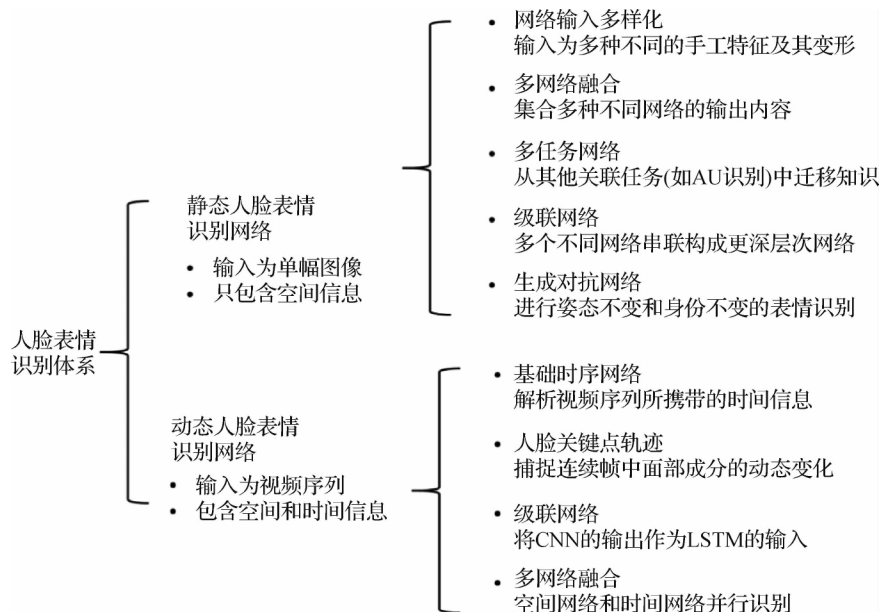 人脸表情
识别体系
静态人脸表情
识别网络
• 输入为单幅图像
• 只包含空间信息
• 网络输入多样化
输入为多种不同的手工特征及其变形
• 多网络融合
集合多种不同网络的输出内容
• 多任务网络
从其他关联任务(如AU识别)中迁移知识
• 级联网络
多个不同网络串联构成更深层次网络
• 生成对抗网络
进行姿态不变和身份不变的表情识别
动态人脸表情
识别网络
• 输入为视频序列
• 包含空间和时间信息
• 基础时序网络
解析视频序列所携带的时间信息
• 人脸关键点轨迹
捕捉连续帧中面部成分的动态变化
• 级联网络
将CNN的输出作为LSTM的输入
• 多网络融合
空间网络和时间网络并行识别